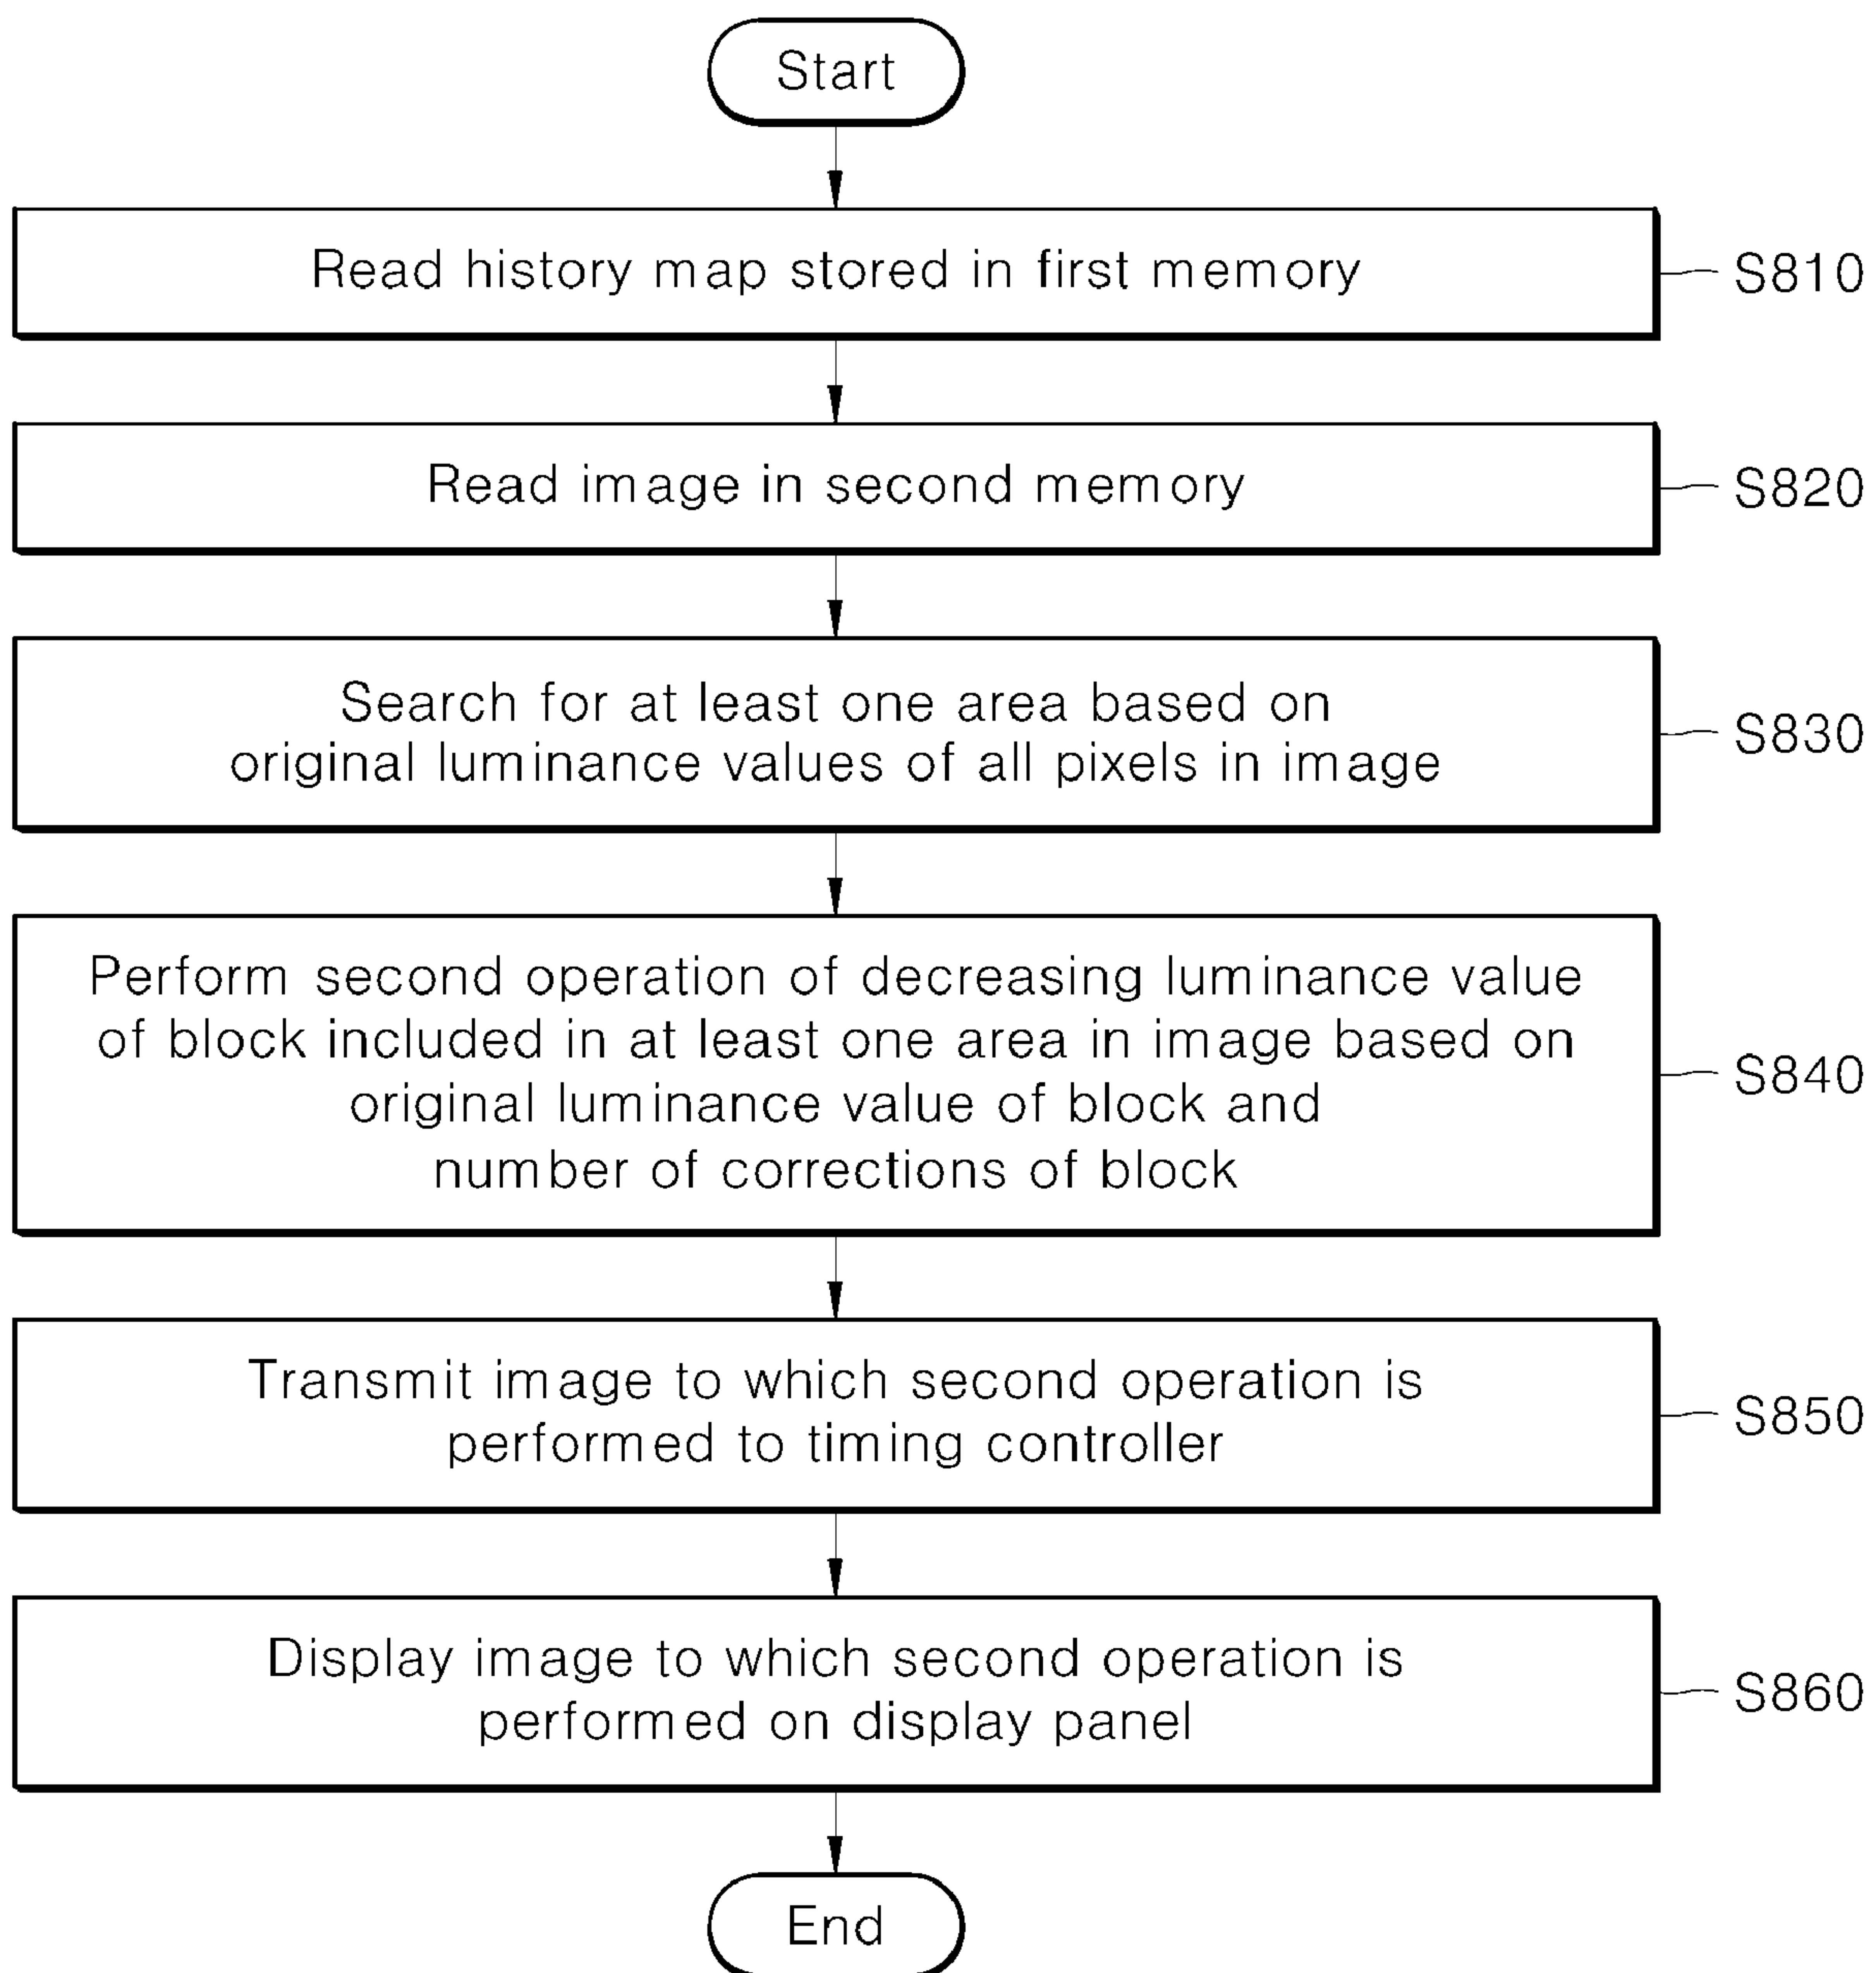 Start
Read history map stored in first memory
S810
Read image in second memory
S820
Search for at least one area based on
original luminance values of all pixels in image
S830
Perform second operation of decreasing luminance value
of block included in at least one area in image based on
original luminance value of block and
number of corrections of block
S840
Transmit image to which second operation is
performed to timing controller
S850
Display image to which second operation is
performed on display panel
S860
End